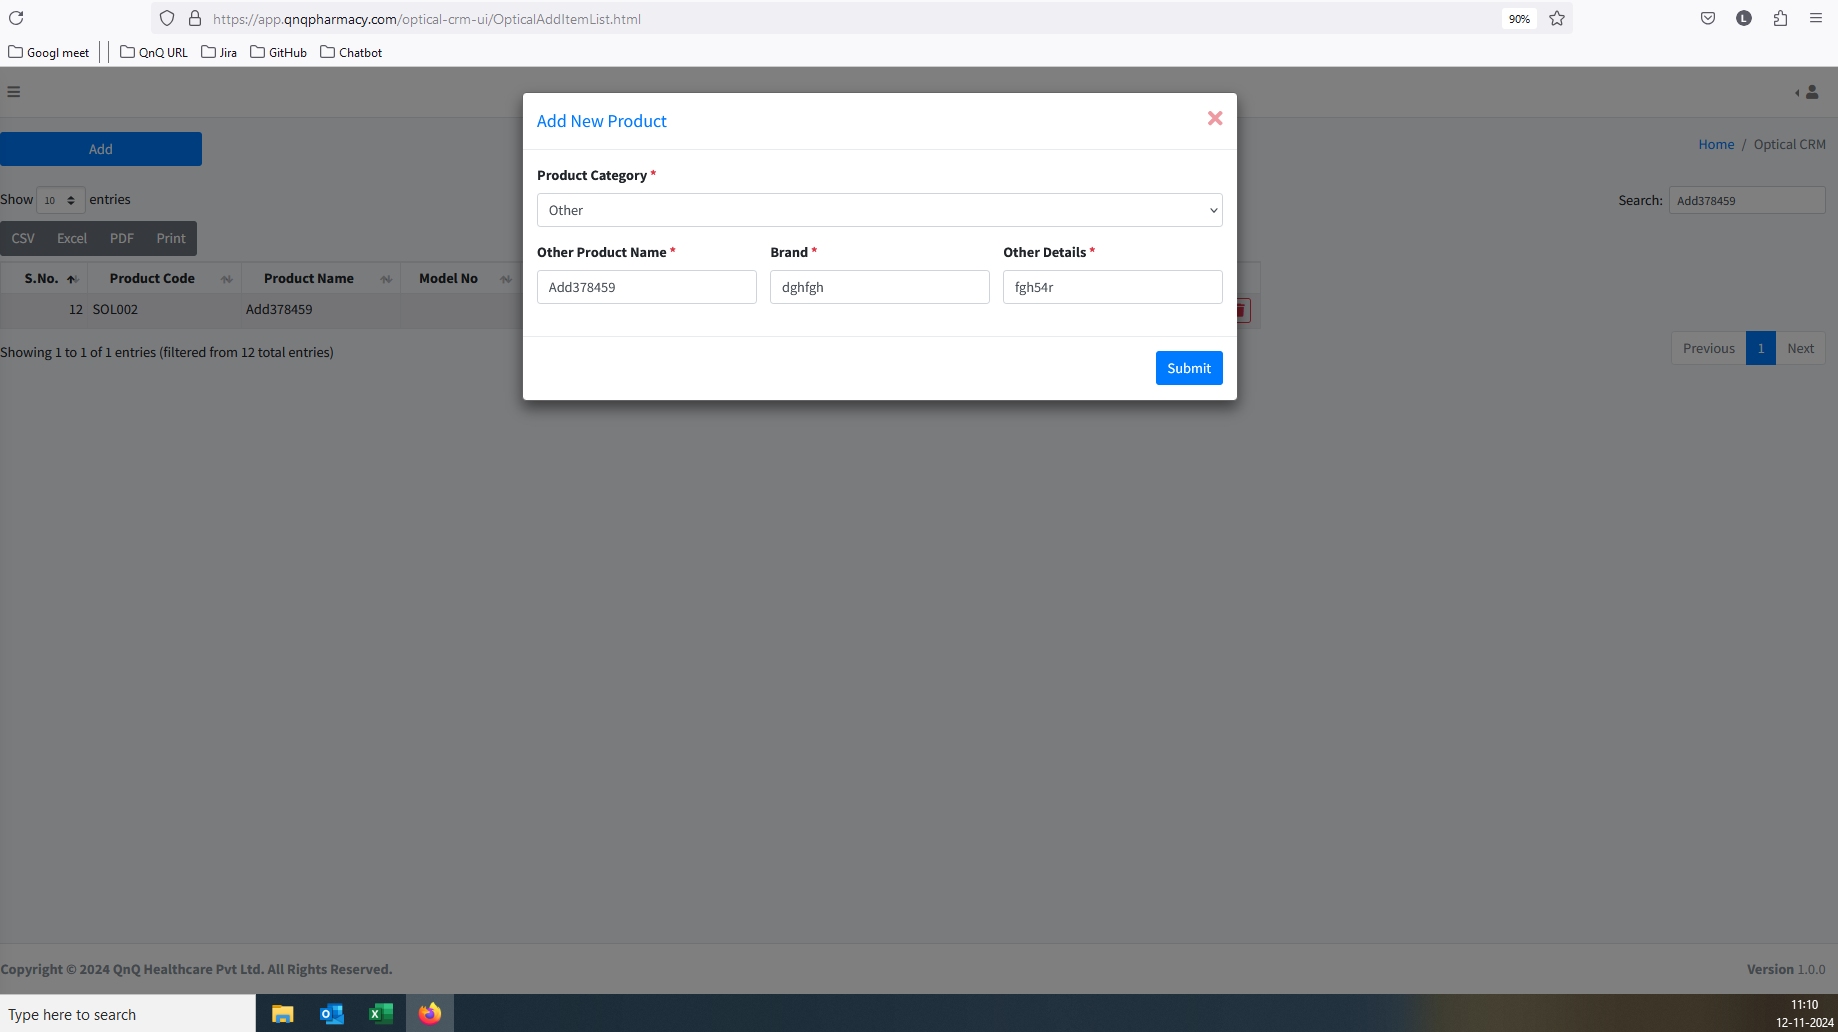 https://app.qnqpharmacy.com/optical-crm-ui/OpticalAddItemList.html
90%
L
Googl meet
QnQ URL
Jira
GitHub
Chatbot
Add New Product
Add
Home / Optical CRM
Product Category *
Other
Show 10 entries
Search: Add378459
CSV Excel PDF Print
Other Product Name * Brand * Other Details *
Add378459 dghfgh fgh54r
S.No. Product Code Product Name Model No
12 SOL002 Add378459
Showing 1 to 1 of 1 entries (filtered from 12 total entries)
Previous 1 Next
Submit
Copyright © 2024 QnQ Healthcare Pvt Ltd. All Rights Reserved.
Version 1.0.0
Type here to search
11:10
12-11-2024